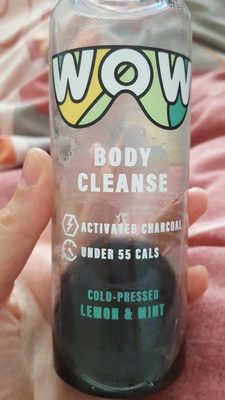 WOW
BODY
CLEANSE
ACTIVATED CHARCOAL
UNDER 55 CALS
COLD-PRESSED
LEMON & MINT